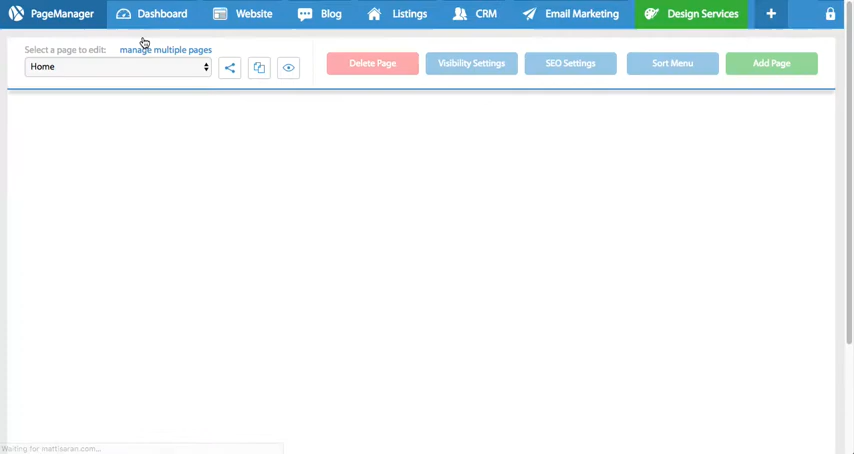 PageManager Dashboard Website Blog Listings CRM Email Marketing Design Services +
Select a page to edit: manage multiple pages
Home Delete Page Visibility Settings SEO Settings Sort Menu Add Page
Waiting for mattisaran.com...